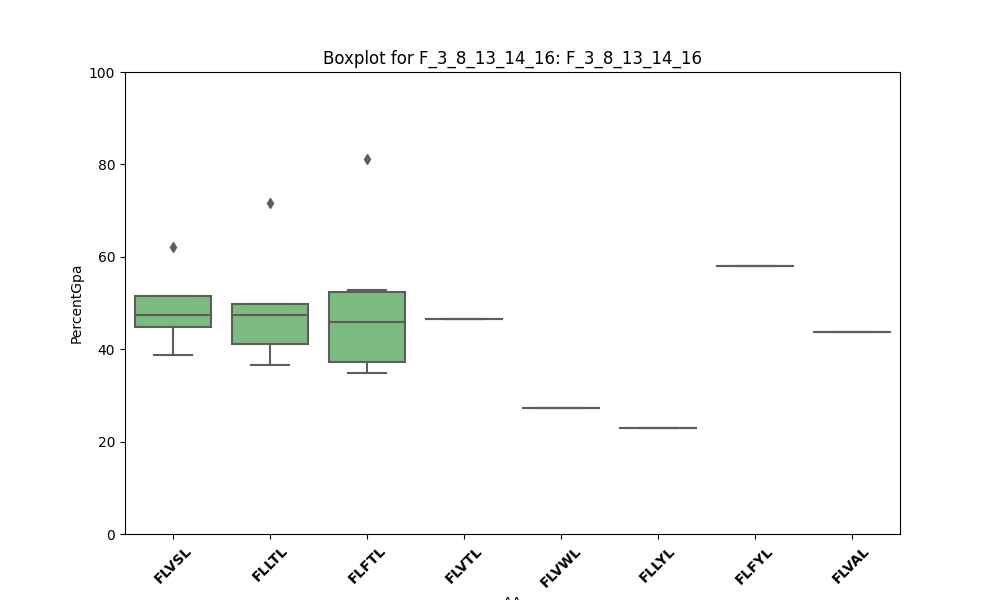 Boxplot for F_3_8_13_14_16: F_3_8_13_14_16
100
80
60
40
20
0
PercentGpa
FLVSL
FLLTL
FLFTL
FLVTL
FLVWL
FLLYL
FLFYL
FLVAL